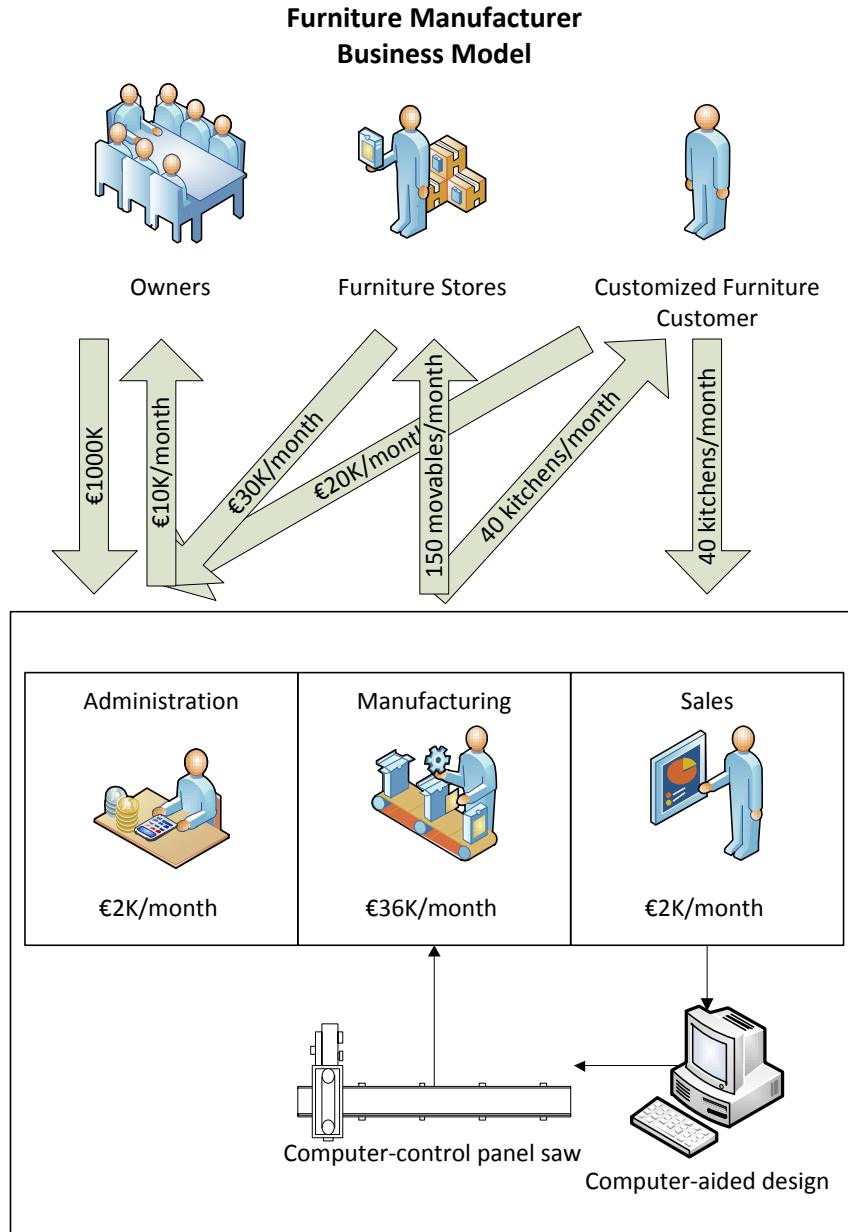 Furniture Manufacturer
Business Model
Owners
Furniture Stores
Customized Furniture
Customer
€1000K
€10K/month
€30K/month
€20K/mont
150 movables/month
40 kitchens/month
40 kitchens/month
Administration
Manufacturing
Sales
€2K/month
€36K/month
€2K/month
Computer-control panel saw
Computer-aided design